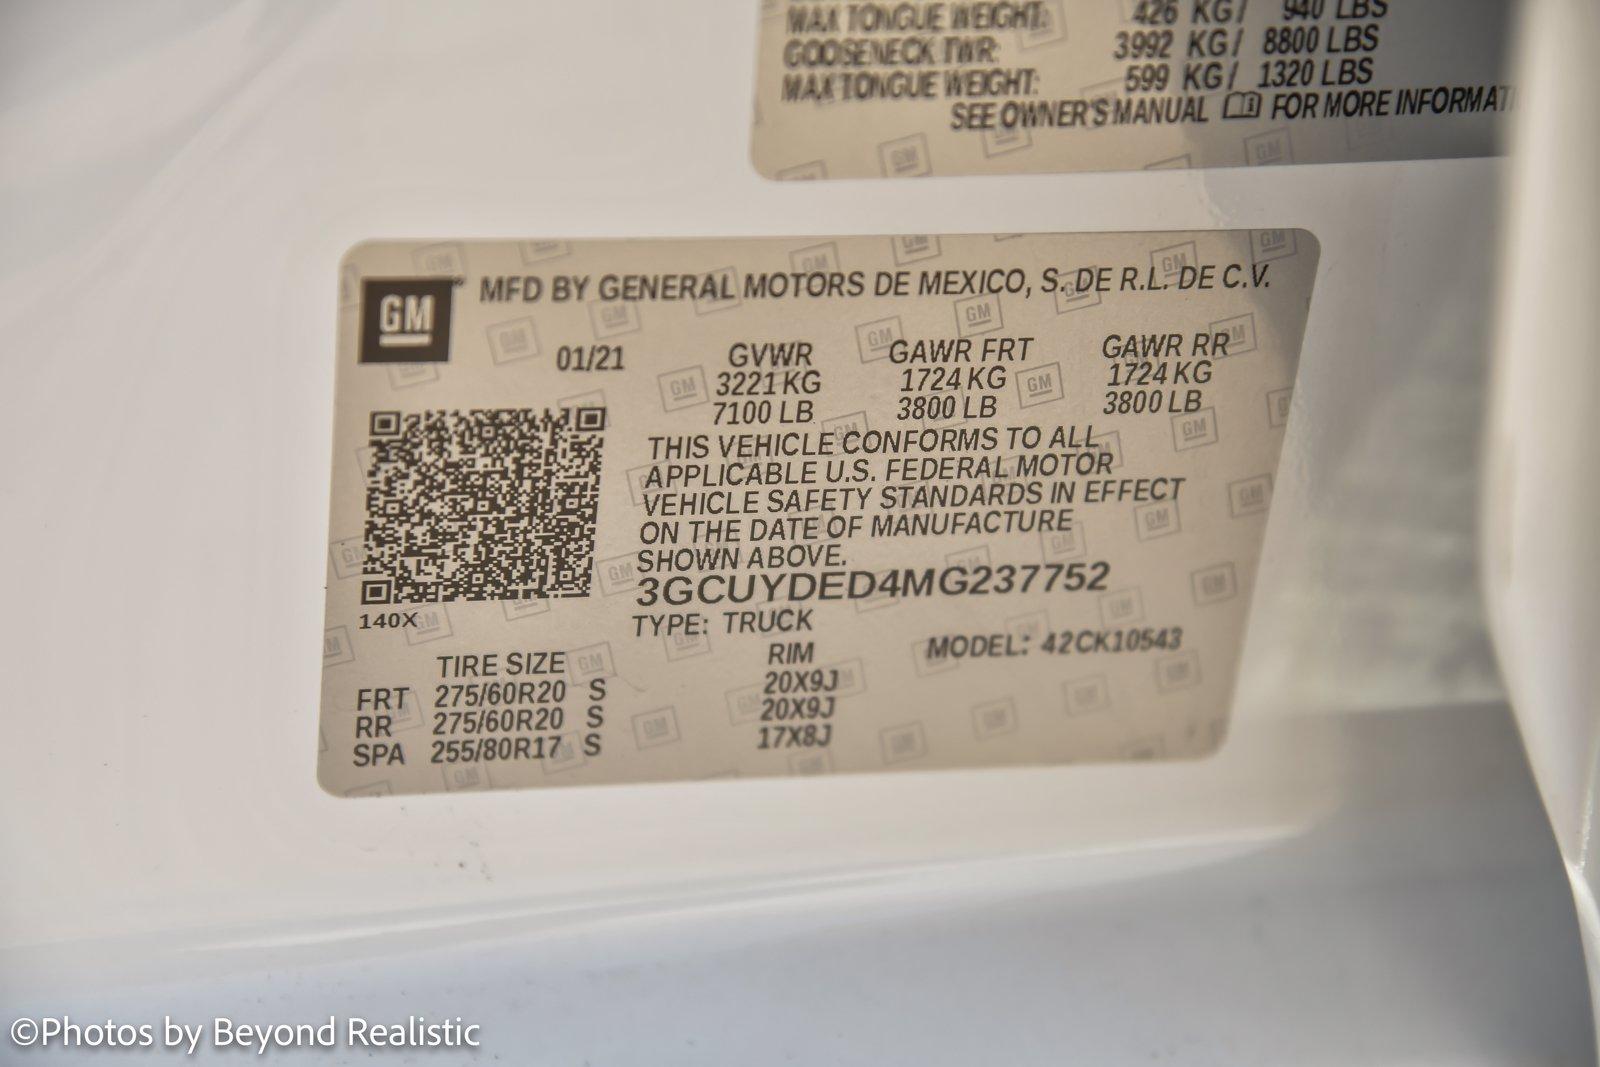 MAX TONGUE WEIGHT: 426 KG/ 940 LBS
GOOSENECK TWR: 3992 KG/ 8800 LBS
MAX TONGUE WEIGHT: 599 KG/ 1320 LBS
SEE OWNER'S MANUAL FOR MORE INFORMATI
GM MFD BY GENERAL MOTORS DE MEXICO, S. DE R.L. DE C.V.
01/21 GVWR GAWR FRT GAWR RR
3221 KG 1724 KG 1724 KG
7100 LB 3800 LB 3800 LB
THIS VEHICLE CONFORMS TO ALL
APPLICABLE U.S. FEDERAL MOTOR
VEHICLE SAFETY STANDARDS IN EFFECT
ON THE DATE OF MANUFACTURE
SHOWN ABOVE.
3GCUYDED4MG237752
140X
TYPE: TRUCK
MODEL: 42CK10543
TIRE SIZE RIM
FRT 275/60R20 S 20X9J
RR 275/60R20 S 20X9J
SPA 255/80R17 S 17X8J
©Photos by Beyond Realistic